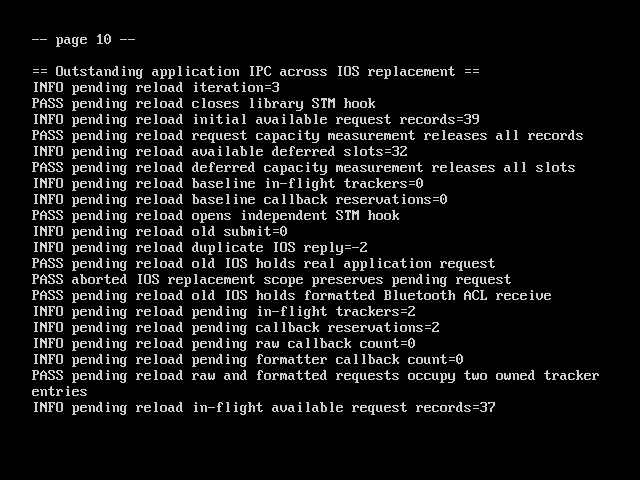 -- page 10 --
== Outstanding application IPC across IOS replacement ==
INFO pending reload iteration=3
PASS pending reload closes library STM hook
INFO pending reload initial available request records=39
PASS pending reload request capacity measurement releases all records
INFO pending reload available deferred slots=32
PASS pending reload deferred capacity measurement releases all slots
INFO pending reload baseline in-flight trackers=0
INFO pending reload baseline callback reservations=0
PASS pending reload opens independent STM hook
INFO pending reload old submit=0
INFO pending reload duplicate IOS reply=-2
PASS pending reload old IOS holds real application request
PASS aborted IOS replacement scope preserves pending request
PASS pending reload old IOS holds formatted Bluetooth ACL receive
INFO pending reload pending in-flight trackers=2
INFO pending reload pending callback reservations=2
INFO pending reload pending raw callback count=0
INFO pending reload pending formatter callback count=0
PASS pending reload raw and formatted requests occupy two owned tracker
entries
INFO pending reload in-flight available request records=37